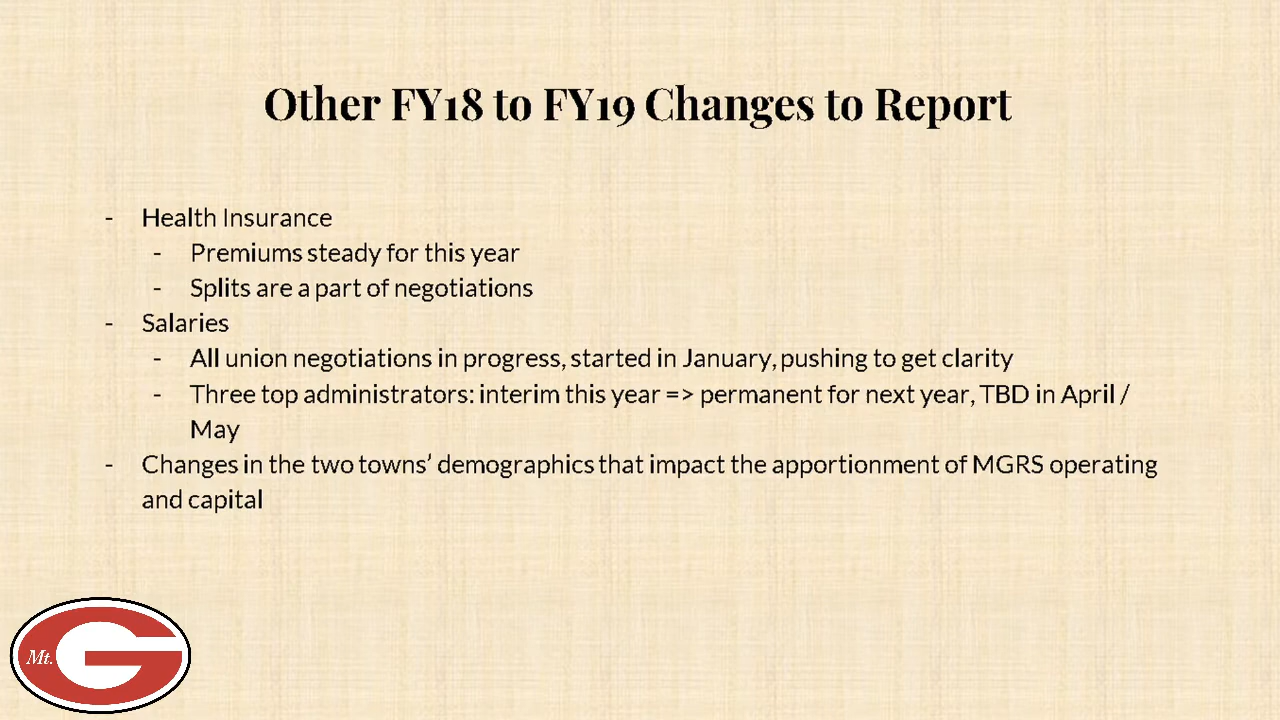 Other FY18 to FY19 Changes to Report
- Health Insurance
- Premiums steady for this year
- Splits are a part of negotiations
- Salaries
- All union negotiations in progress, started in January, pushing to get clarity
- Three top administrators: interim this year => permanent for next year, TBD in April /
May
- Changes in the two towns’ demographics that impact the apportionment of MGRS operating
and capital
Mt. G